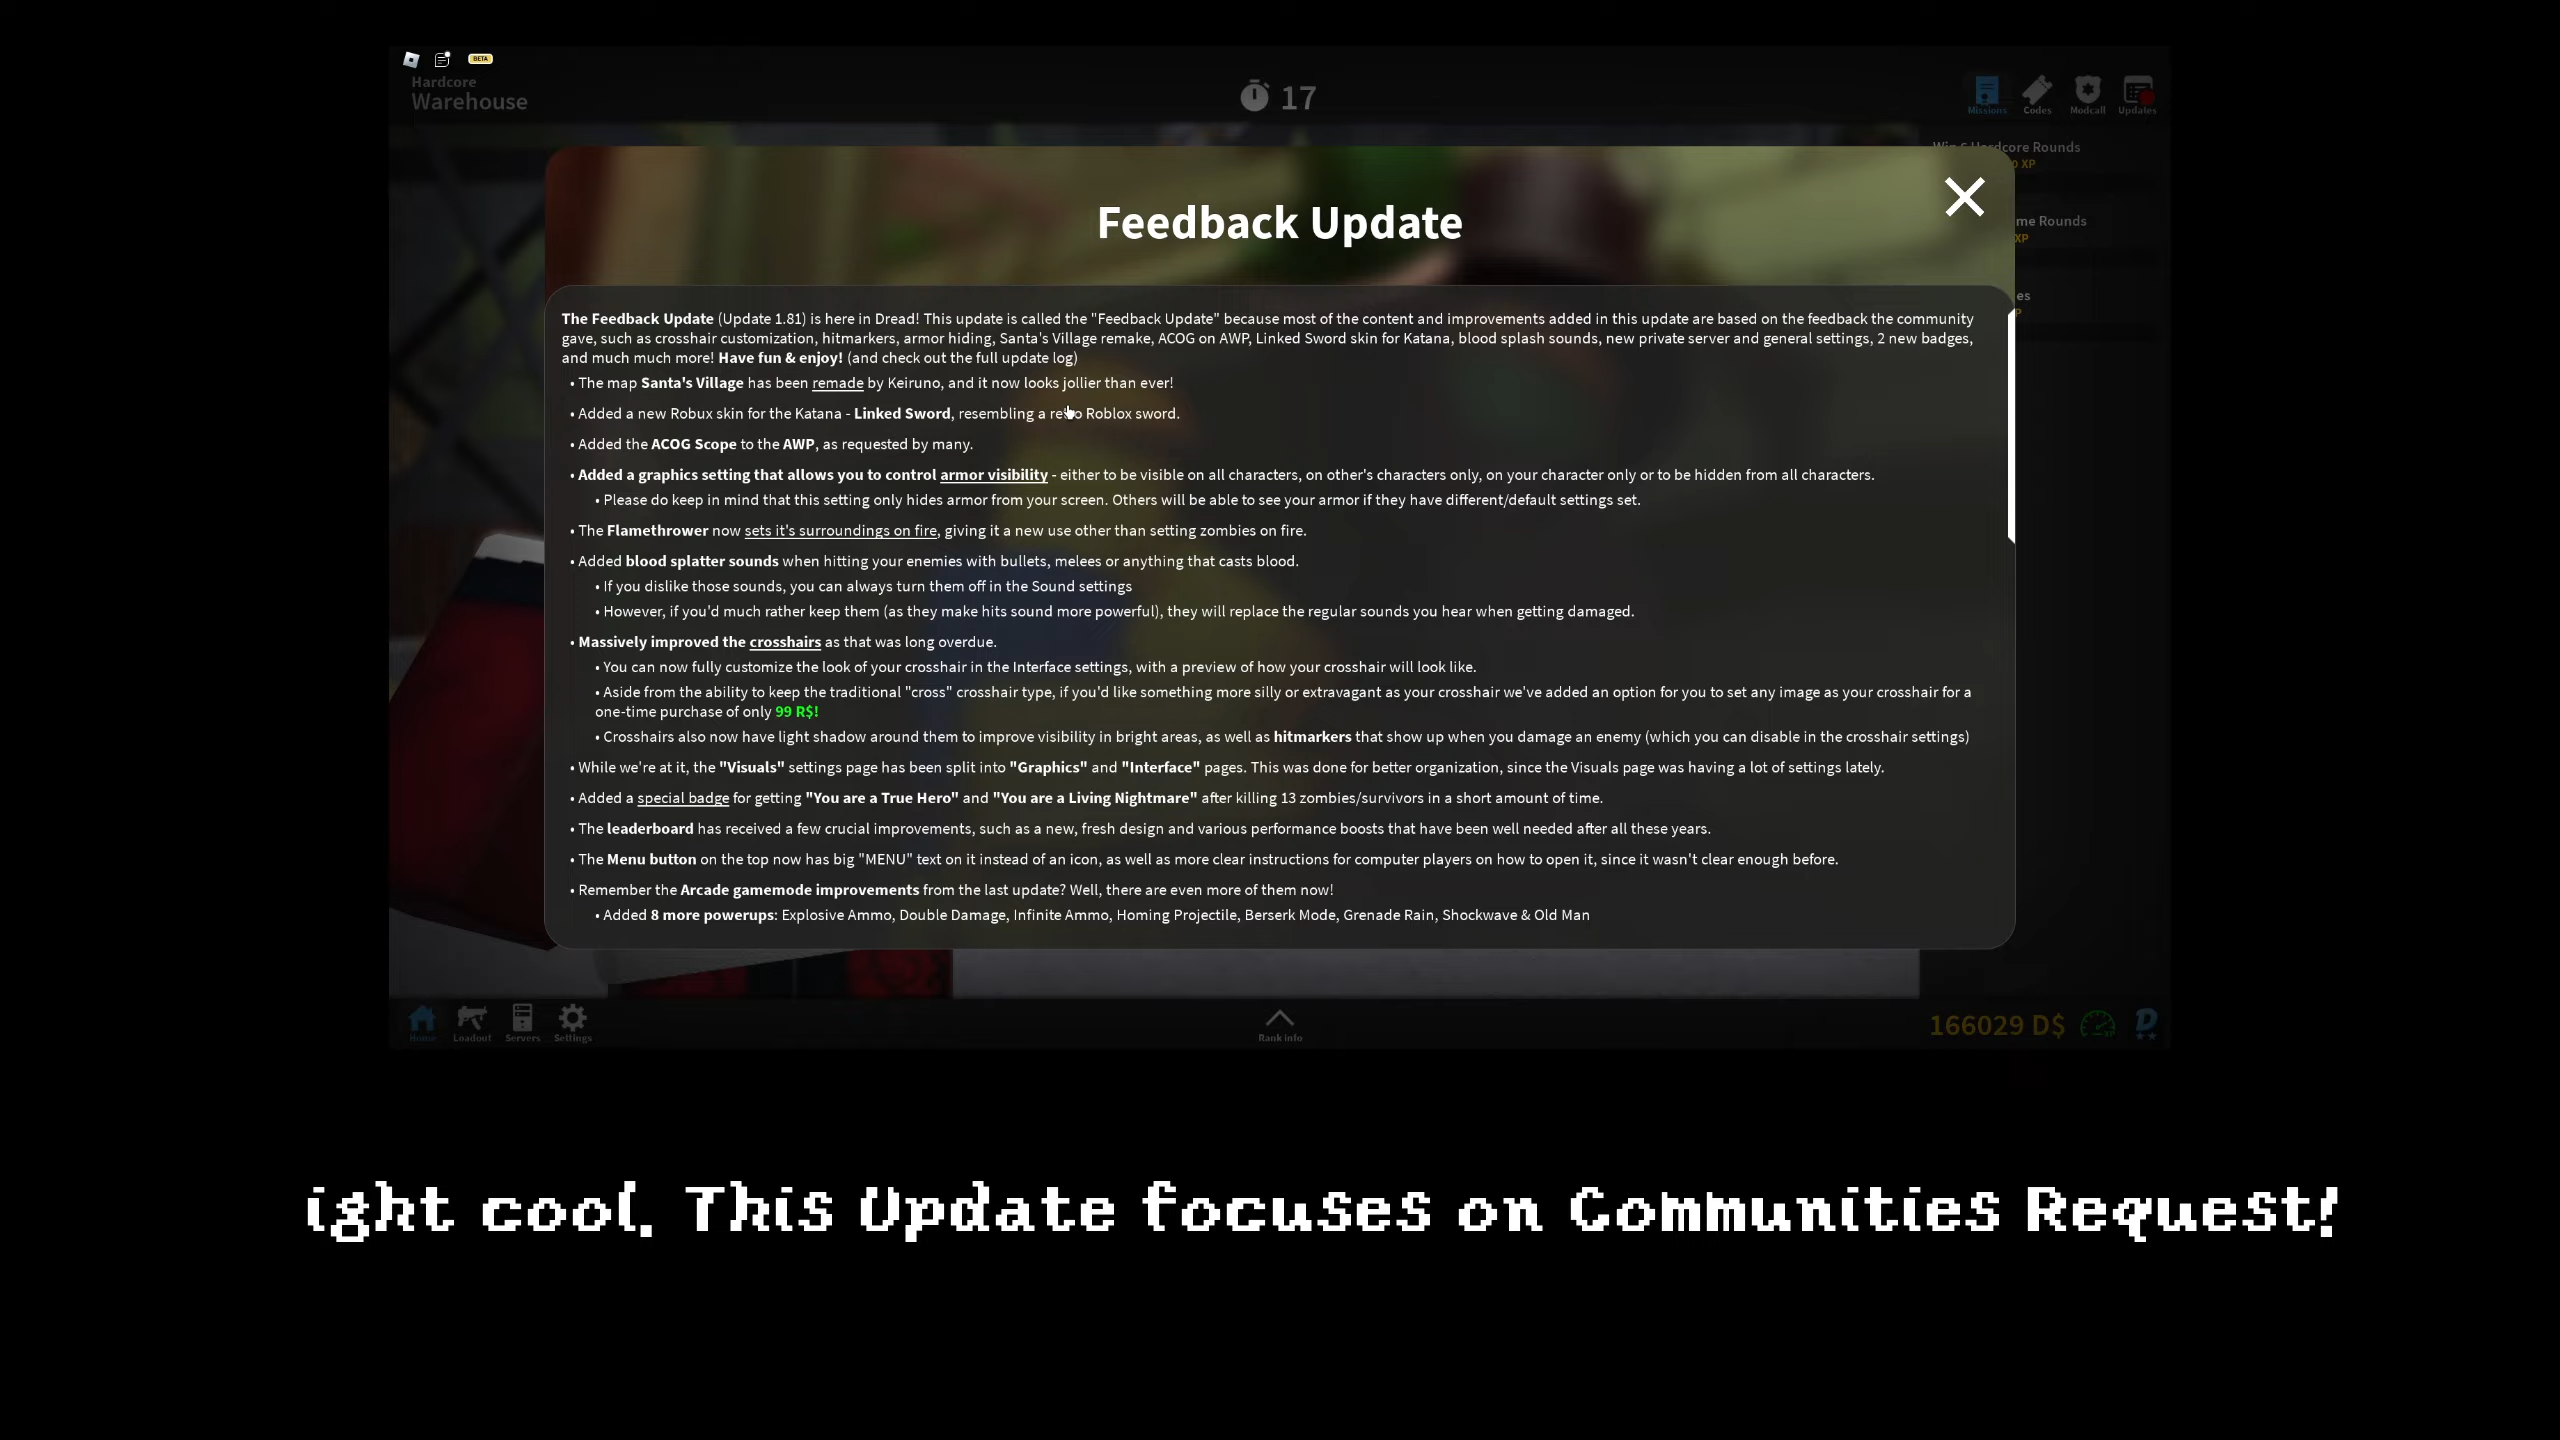 BETA
Hardcore
Warehouse
17
Missions
Codes
Modcall
Updates
Hardcore Rounds
XP
me Rounds
XP
es
Feedback Update
The Feedback Update (Update 1.81) is here in Dread! This update is called the "Feedback Update" because most of the content and improvements added in this update are based on the feedback the community
gave, such as crosshair customization, hitmarkers, armor hiding, Santa's Village remake, ACOG on AWP, Linked Sword skin for Katana, blood splash sounds, new private server and general settings, 2 new badges,
and much much more! Have fun & enjoy! (and check out the full update log)
• The map Santa's Village has been remade by Keiruno, and it now looks jollier than ever!
• Added a new Robux skin for the Katana - Linked Sword, resembling a retro Roblox sword.
• Added the ACOG Scope to the AWP, as requested by many.
• Added a graphics setting that allows you to control armor visibility - either to be visible on all characters, on other's characters only, on your character only or to be hidden from all characters.
• Please do keep in mind that this setting only hides armor from your screen. Others will be able to see your armor if they have different/default settings set.
• The Flamethrower now sets it's surroundings on fire, giving it a new use other than setting zombies on fire.
• Added blood splatter sounds when hitting your enemies with bullets, melees or anything that casts blood.
• If you dislike those sounds, you can always turn them off in the Sound settings
• However, if you'd much rather keep them (as they make hits sound more powerful), they will replace the regular sounds you hear when getting damaged.
• Massively improved the crosshairs as that was long overdue.
• You can now fully customize the look of your crosshair in the Interface settings, with a preview of how your crosshair will look like.
• Aside from the ability to keep the traditional "cross" crosshair type, if you'd like something more silly or extravagant as your crosshair we've added an option for you to set any image as your crosshair for a
one-time purchase of only 99 R$!
• Crosshairs also now have light shadow around them to improve visibility in bright areas, as well as hitmarkers that show up when you damage an enemy (which you can disable in the crosshair settings)
• While we're at it, the "Visuals" settings page has been split into "Graphics" and "Interface" pages. This was done for better organization, since the Visuals page was having a lot of settings lately.
• Added a special badge for getting "You are a True Hero" and "You are a Living Nightmare" after killing 13 zombies/survivors in a short amount of time.
• The leaderboard has received a few crucial improvements, such as a new, fresh design and various performance boosts that have been well needed after all these years.
• The Menu button on the top now has big "MENU" text on it instead of an icon, as well as more clear instructions for computer players on how to open it, since it wasn't clear enough before.
• Remember the Arcade gamemode improvements from the last update? Well, there are even more of them now!
• Added 8 more powerups: Explosive Ammo, Double Damage, Infinite Ammo, Homing Projectile, Berserk Mode, Grenade Rain, Shockwave & Old Man
Home
Loadout
Servers
Settings
Rank info
166029 D$
ight cool. This Update focuses on Communities Request!